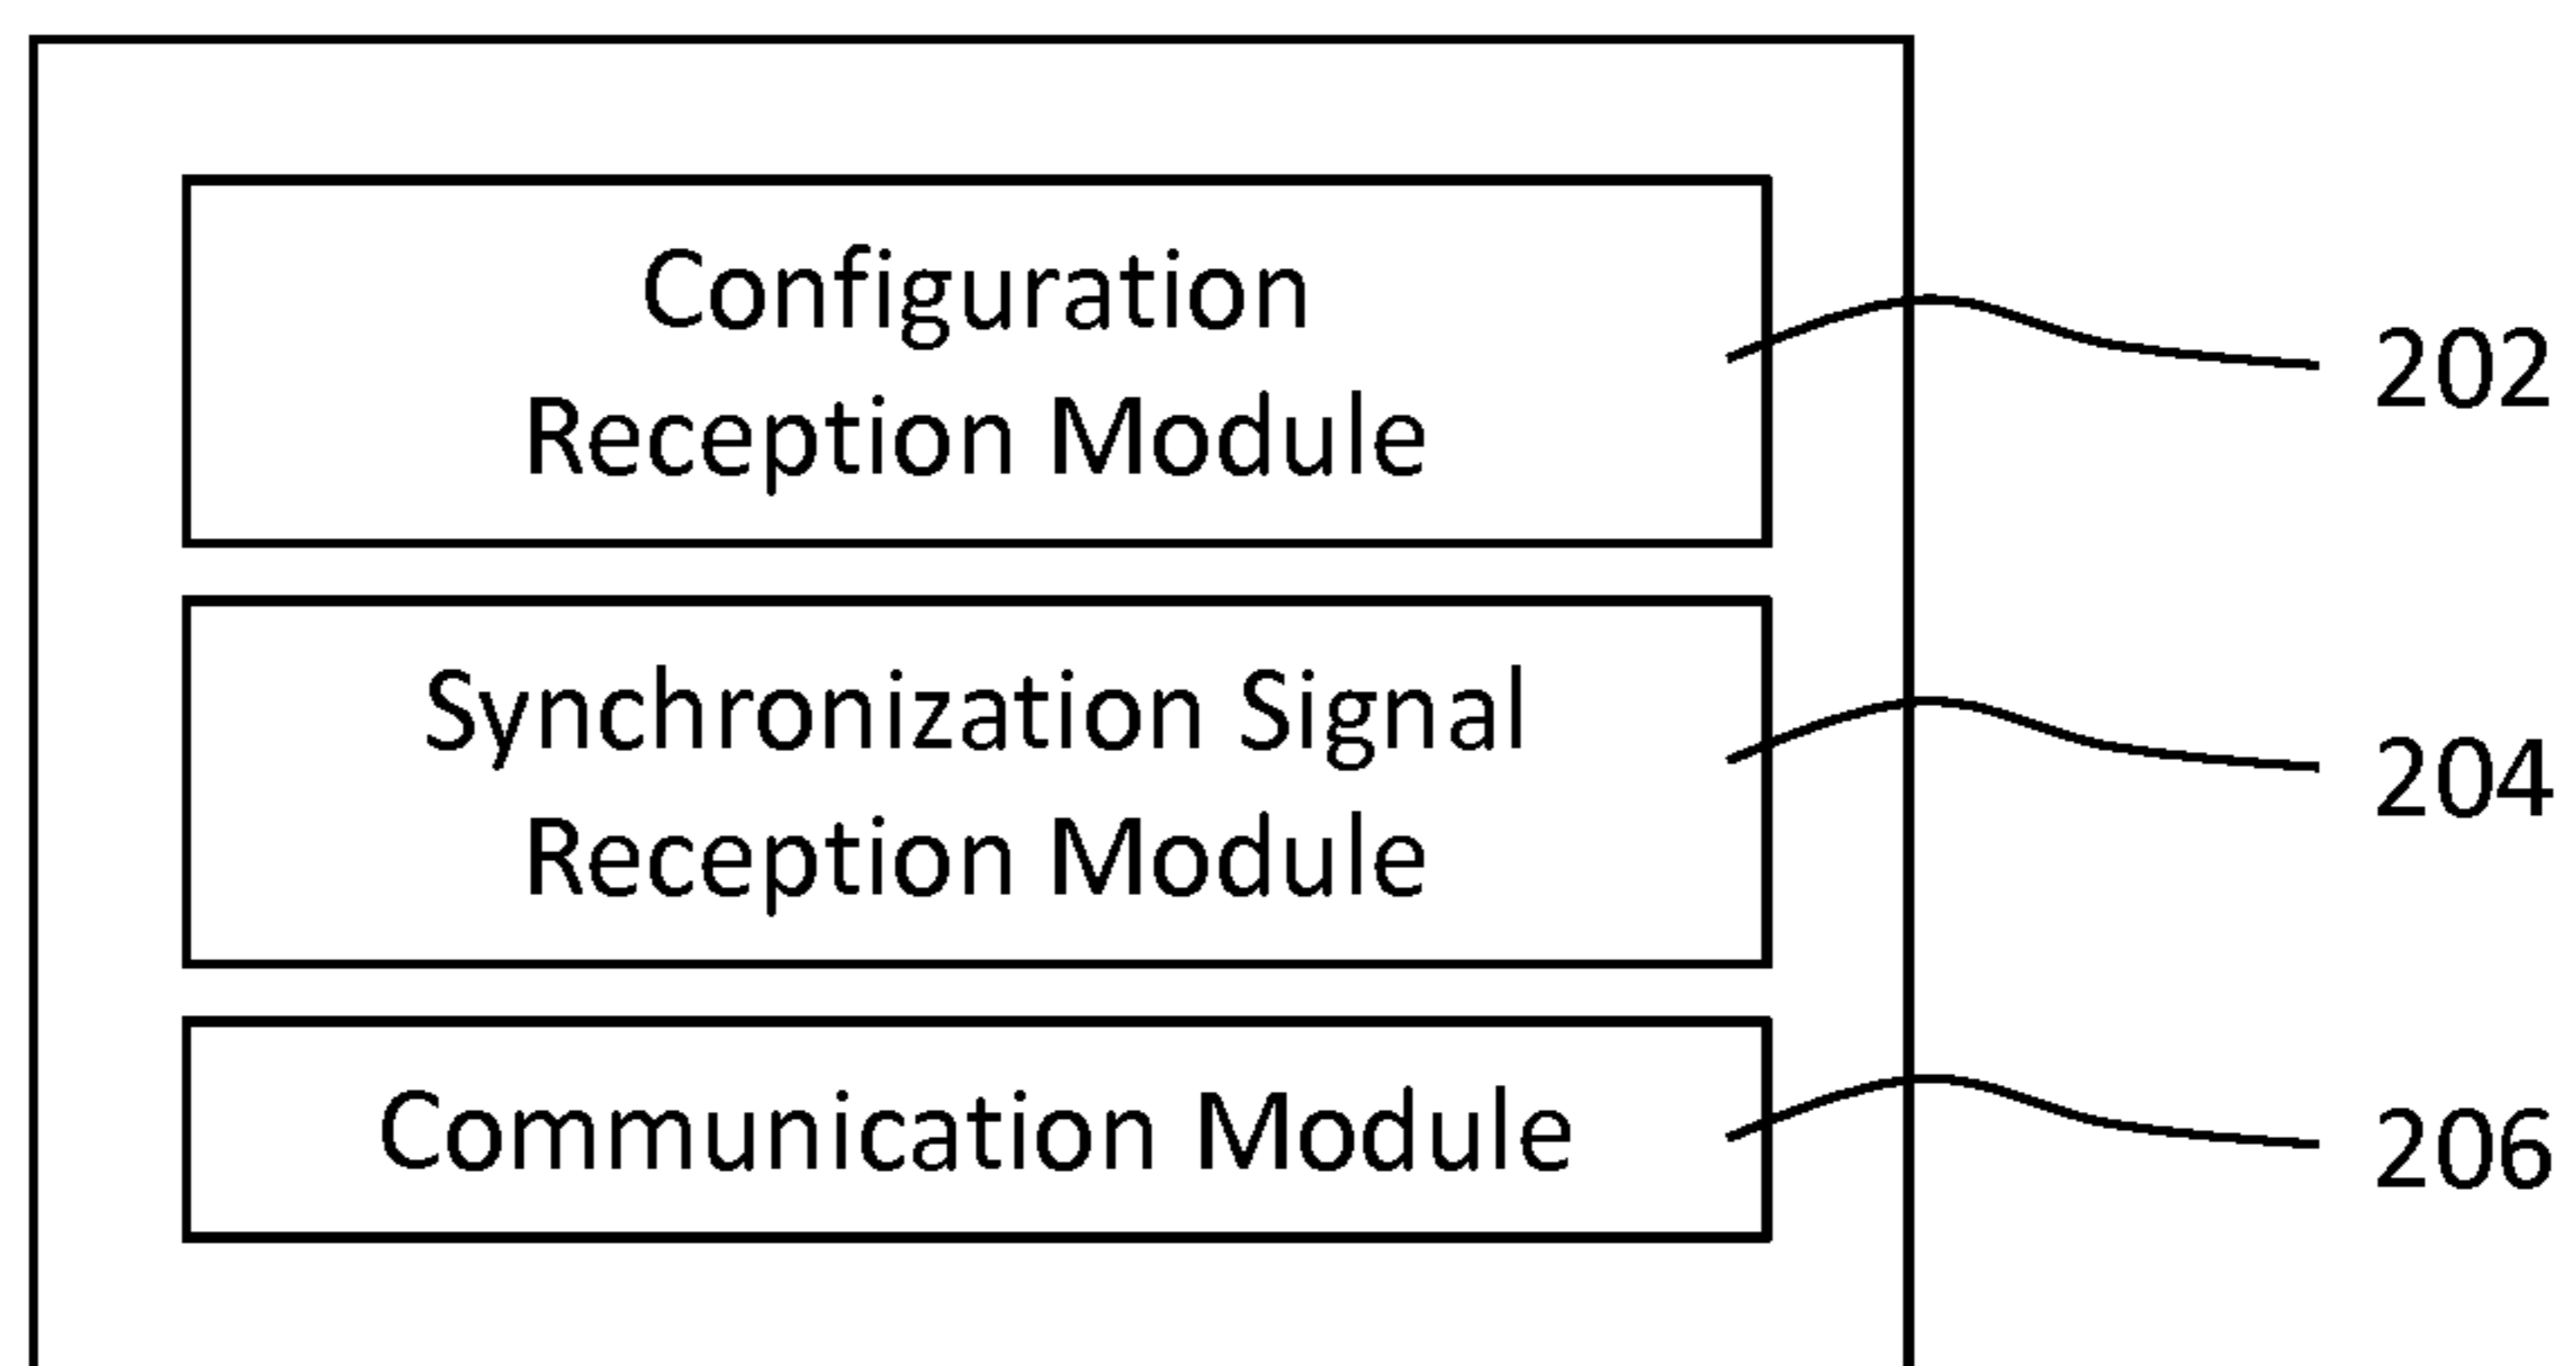 Configuration
Reception Module
202
Synchronization Signal
Reception Module
204
Communication Module
206